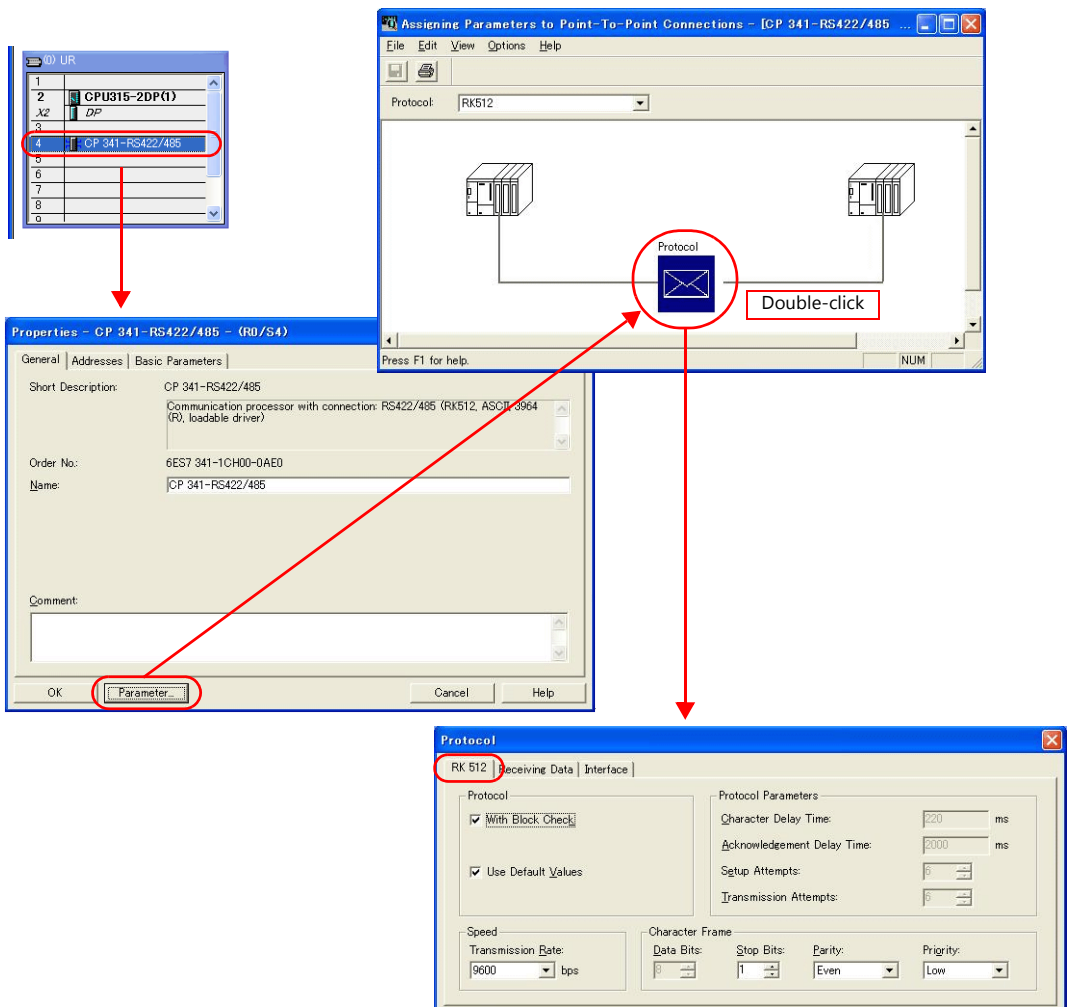 (0) UR
1
2 CPU315-2DP(1)
X2 DP
3
4 CP 341-RS422/485
5
6
7
8
9
Assigning Parameters to Point-To-Point Connections - [CP 341-RS422/485 ...
File Edit View Options Help
Protocol: RK512
Protocol
Double-click
Press F1 for help.
NUM
Properties - CP 341-RS422/485 - (R0/S4)
General Addresses Basic Parameters
Short Description: CP 341-RS422/485
Communication processor with connection: RS422/485 (RK512, ASCII, 3964
(R), loadable driver)
Order No.: 6ES7 341-1CH00-0AE0
Name: CP 341-RS422/485
Comment:
OK Parameter... Cancel Help
Protocol
RK 512 Receiving Data Interface
Protocol
With Block Check
Use Default Values
Protocol Parameters
Character Delay Time: 220 ms
Acknowledgement Delay Time: 2000 ms
Setup Attempts: 6
Transmission Attempts: 6
Speed
Transmission Rate:
9600 bps
Character Frame
Data Bits: Stop Bits: Parity: Priority:
8 1 Even Low